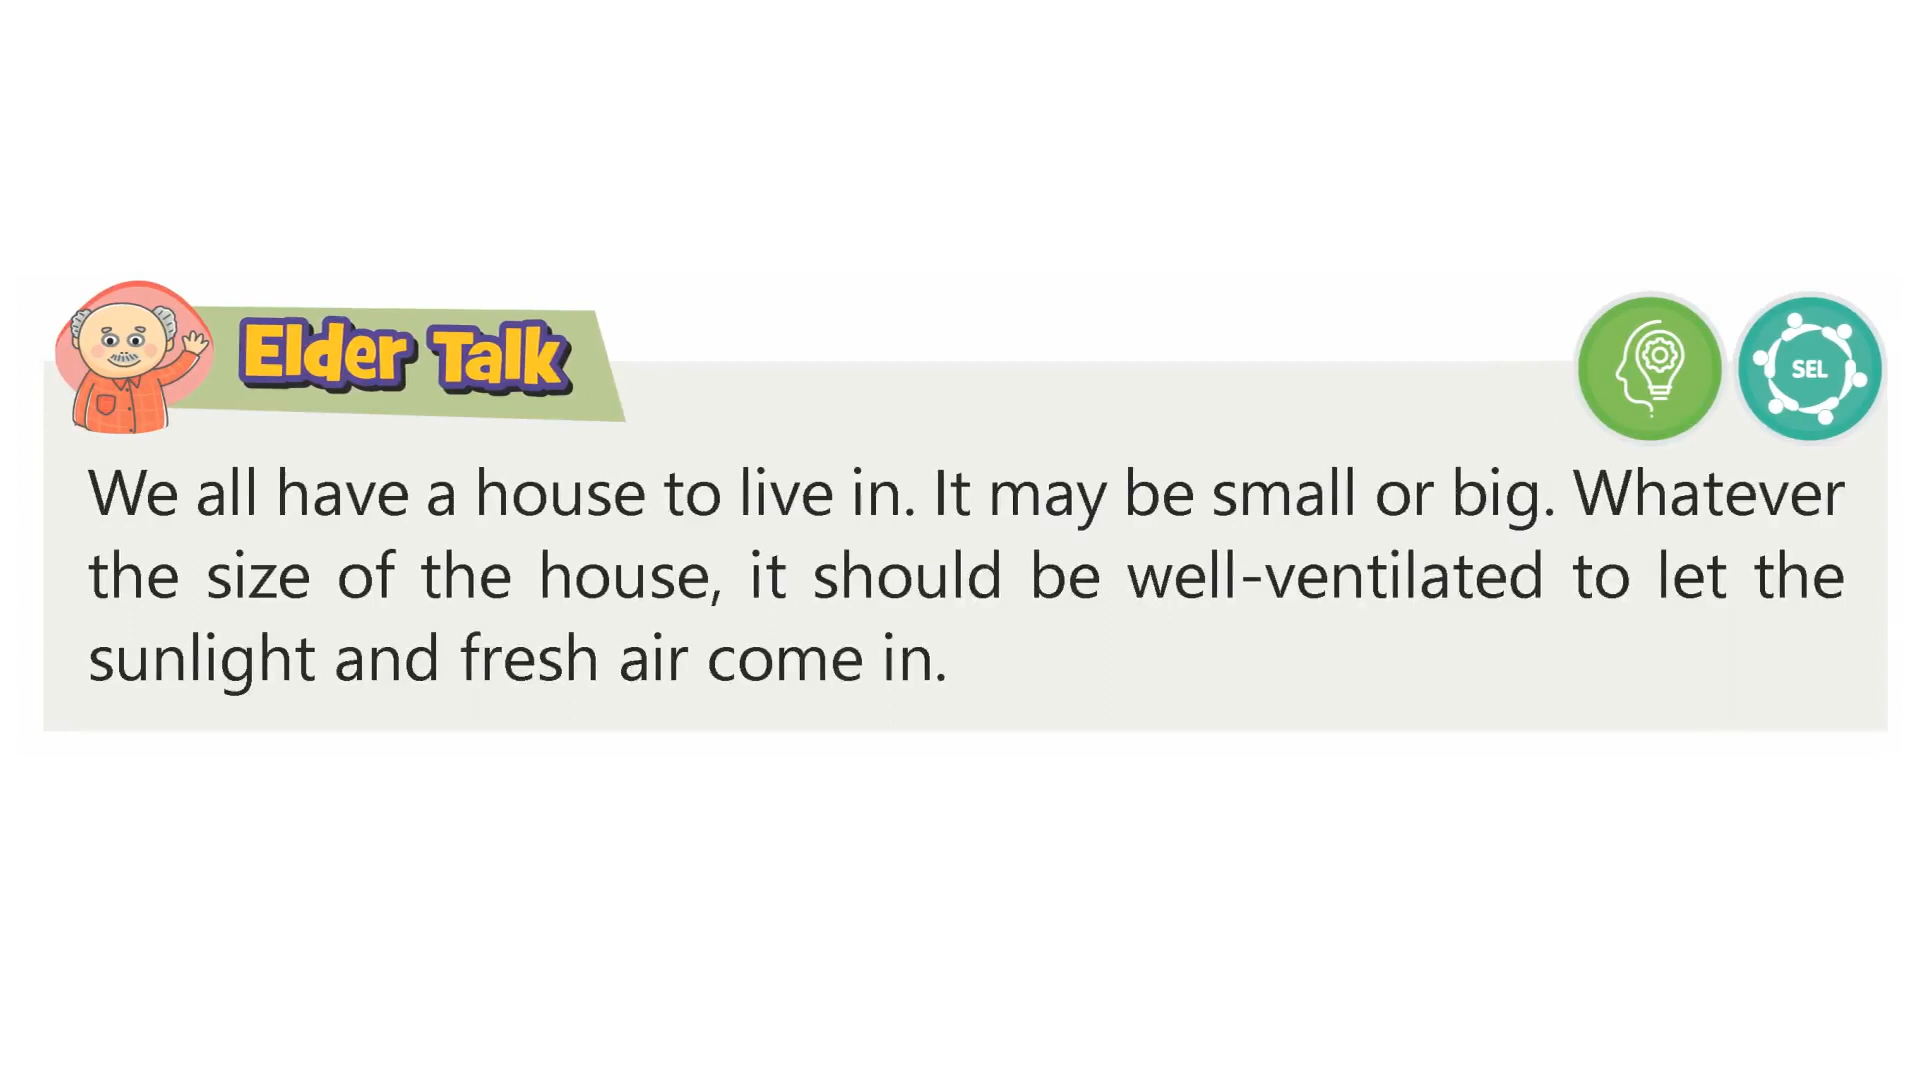 Elder Talk
SEL
We all have a house to live in. It may be small or big. Whatever
the size of the house, it should be well-ventilated to let the
sunlight and fresh air come in.